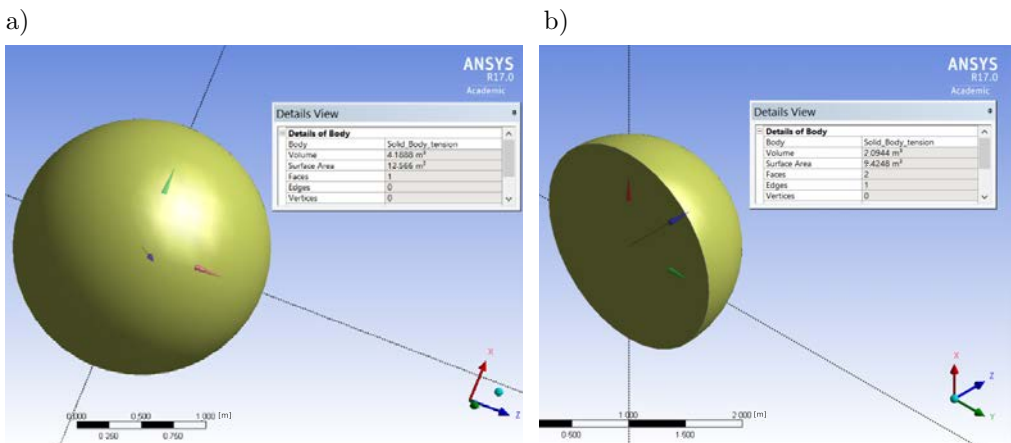 a)
b)
ANSYS
R17.0
Academic
Details View
Details of Body
Body Solid_Body_tension
Volume 4.1888 m³
Surface Area 12.566 m²
Faces 1
Edges 0
Vertices 0
X
Z
0.000 0.500 1.000 [m]
0.250 0.750
ANSYS
R17.0
Academic
Details View
Details of Body
Body Solid_Body_tension
Volume 2.0944 m³
Surface Area 9.4248 m²
Faces 2
Edges 1
Vertices 0
X
Z
Y
1.000 2.000 [m]
0.500 1.500